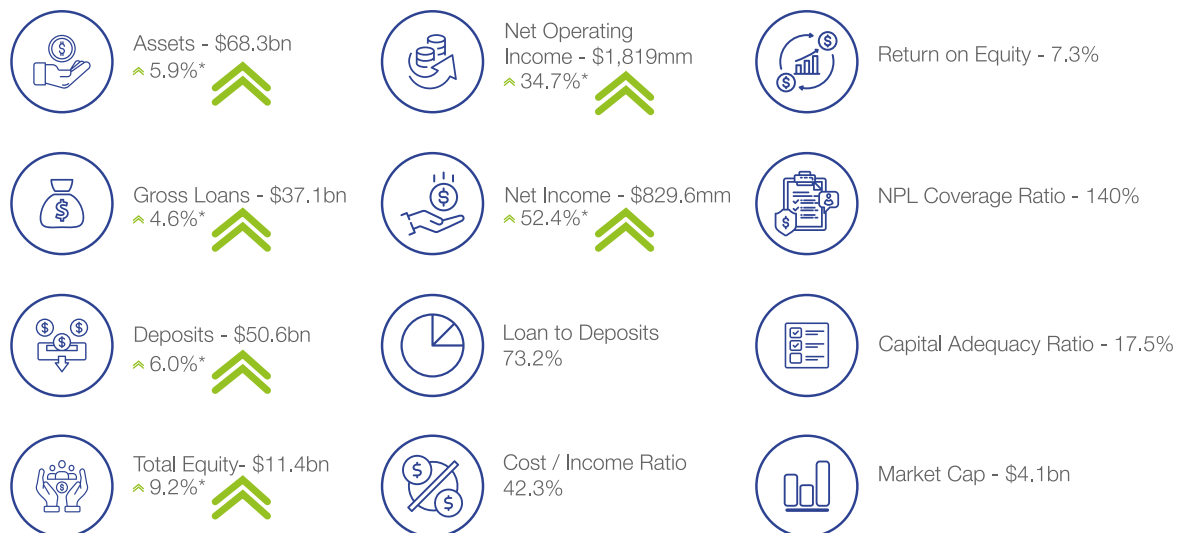 Assets - $68.3bn
5.9%*
Gross Loans - $37.1bn
4.6%*
Deposits - $50.6bn
6.0%*
Total Equity- $11.4bn
9.2%*
Net Operating
Income - $1,819mm
34.7%*
Net Income - $829.6mm
52.4%*
Loan to Deposits
73.2%
Cost / Income Ratio
42.3%
Return on Equity - 7.3%
NPL Coverage Ratio - 140%
Capital Adequacy Ratio - 17.5%
Market Cap - $4.1bn